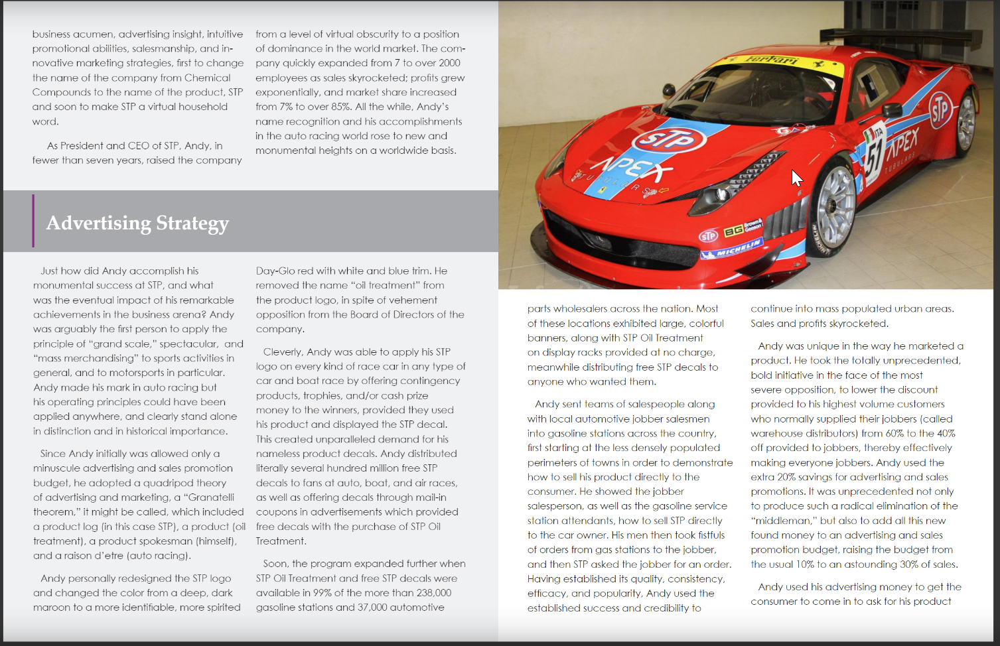 business acumen, advertising insight, intuitive
promotional abilities, salesmanship, and in-
novative marketing strategies, first to change
the name of the company from Chemical
Compounds to the name of the product, STP
and soon to make STP a virtual household
word.
As President and CEO of STP, Andy, in
fewer than seven years, raised the company
from a level of virtual obscurity to a position
of dominance in the world market. The com-
pany quickly expanded from 7 to over 2000
employees as sales skyrocketed; profits grew
exponentially, and market share increased
from 7% to over 85%. All the while, Andy's
name recognition and his accomplishments
in the auto racing world rose to new and
monumental heights on a worldwide basis.
Advertising Strategy
Just how did Andy accomplish his
monumental success at STP, and what
was the eventual impact of his remarkable
achievements in the business arena? Andy
was arguably the first person to apply the
principle of "grand scale," spectacular, and
"mass merchandising" to sports activities in
general, and to motorsports in particular.
Andy made his mark in auto racing but
his operating principles could have been
applied anywhere, and clearly stand alone
in distinction and in historical importance.
Since Andy initially was allowed only a
minuscule advertising and sales promotion
budget, he adopted a quadripod theory
of advertising and marketing, a "Granatelli
theorem," it might be called, which included
a product log (in this case STP), a product (oil
treatment), a product spokesman (himself),
and a raison d'etre (auto racing).
Andy personally redesigned the STP logo
and changed the color from a deep, dark
maroon to a more identifiable, more spirited
Day-Glo red with white and blue trim. He
removed the name "oil treatment" from
the product logo, in spite of vehement
opposition from the Board of Directors of the
company.
Cleverly, Andy was able to apply his STP
logo on every kind of race car in any type of
car and boat race by offering contingency
products, trophies, and/or cash prize
money to the winners, provided they used
his product and displayed the STP decal.
This created unparalleled demand for his
nameless product decals. Andy distributed
literally several hundred million free STP
decals to fans at auto, boat, and air races,
as well as offering decals through mail-in
coupons in advertisements which provided
free decals with the purchase of STP Oil
Treatment.
Soon, the program expanded further when
STP Oil Treatment and free STP decals were
available in 99% of the more than 238,000
gasoline stations and 37,000 automotive
Ferrari
STP
APEX
TUBULARS
STP
ITA
51
APEX
TUBULARS
STP
BG
Brown &
Geeson
MICHELIN
MICHELIN
parts wholesalers across the nation. Most
of these locations exhibited large, colorful
banners, along with STP Oil Treatment
on display racks provided at no charge,
meanwhile distributing free STP decals to
anyone who wanted them.
Andy sent teams of salespeople along
with local automotive jobber salesmen
into gasoline stations across the country,
first starting at the less densely populated
perimeters of towns in order to demonstrate
how to sell his product directly to the
consumer. He showed the jobber
salesperson, as well as the gasoline service
station attendants, how to sell STP directly
to the car owner. His men then took fistfuls
of orders from gas stations to the jobber,
and then STP asked the jobber for an order.
Having established its quality, consistency,
efficacy, and popularity, Andy used the
established success and credibility to
continue into mass populated urban areas.
Sales and profits skyrocketed.
Andy was unique in the way he marketed a
product. He took the totally unprecedented,
bold initiative in the face of the most
severe opposition, to lower the discount
provided to his highest volume customers
who normally supplied their jobbers (called
warehouse distributors) from 60% to the 40%
off provided to jobbers, thereby effectively
making everyone jobbers. Andy used the
extra 20% savings for advertising and sales
promotions. It was unprecedented not only
to produce such a radical elimination of the
"middleman," but also to add all this new
found money to an advertising and sales
promotion budget, raising the budget from
the usual 10% to an astounding 30% of sales.
Andy used his advertising money to get the
consumer to come in to ask for his product